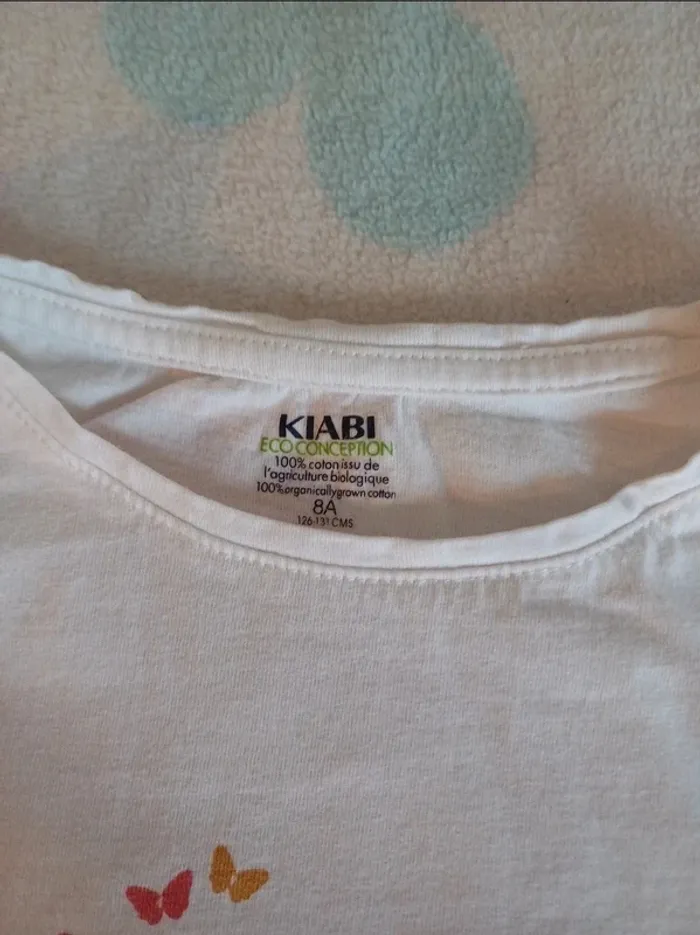 KIABI
ECO CONCEPTION
100% coton issu de
l'agriculture biologique
100% organically grown cotton
8A
126-131 CMS